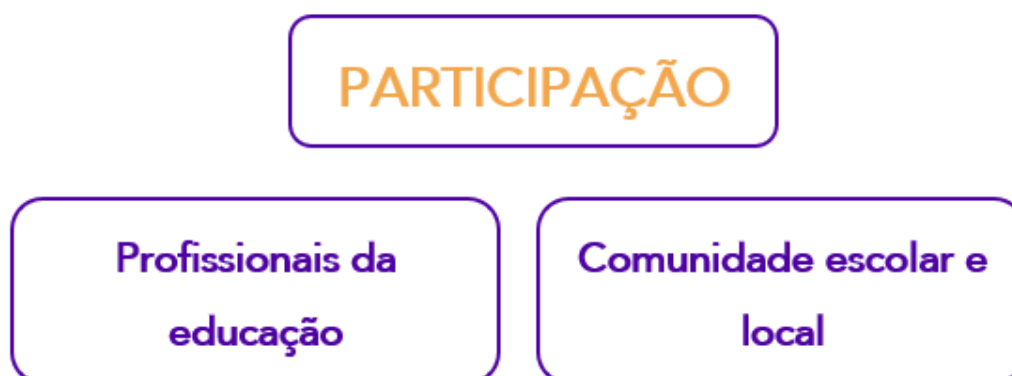 PARTICIPAÇÃO
Profissionais da
educação
Comunidade escolar e
local